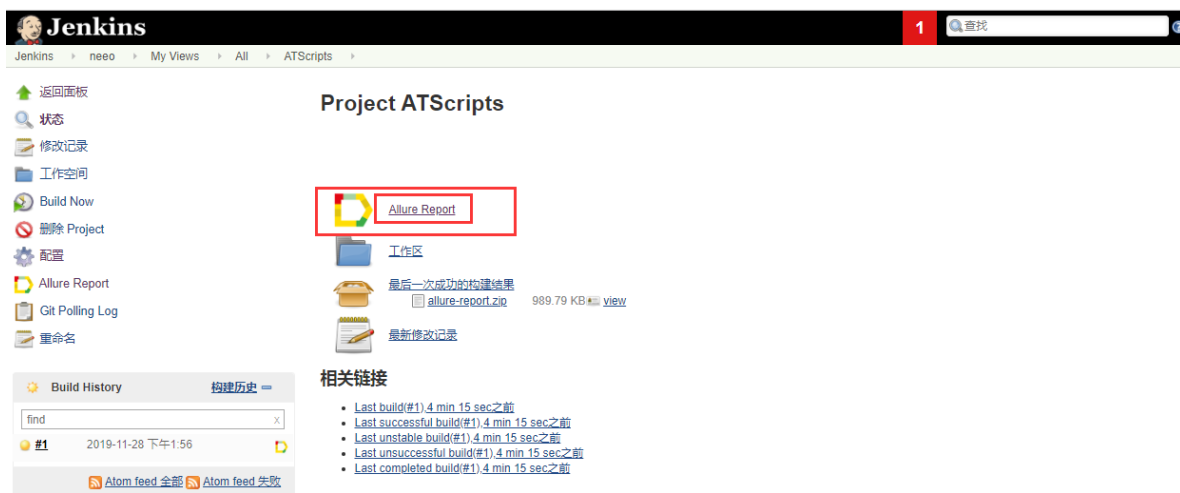 Jenkins
1
查找
Jenkins
neeo
My Views
All
ATScripts
返回面板
状态
修改记录
工作空间
Build Now
删除 Project
配置
Allure Report
Git Polling Log
重命名
Build History
构建历史
find
x
#1
2019-11-28 下午1:56
Atom feed 全部
Atom feed 失败
Project ATScripts
Allure Report
工作区
最后一次成功的构建结果
allure-report.zip 989.79 KB view
最新修改记录
相关链接
Last build(#1),4 min 15 sec之前
Last successful build(#1),4 min 15 sec之前
Last unstable build(#1),4 min 15 sec之前
Last unsuccessful build(#1),4 min 15 sec之前
Last completed build(#1),4 min 15 sec之前